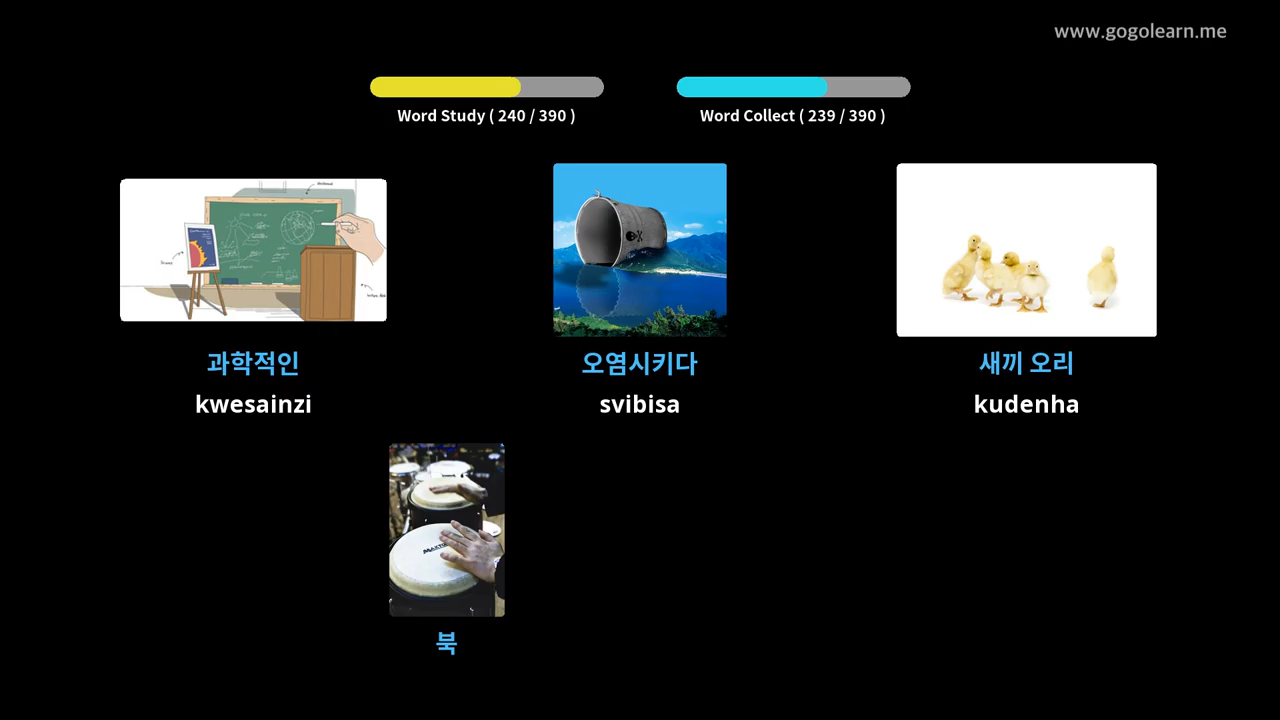 www.gogolearn.me
Word Study ( 240 / 390 )
Word Collect ( 239 / 390 )
과학적인
오염시키다
새끼 오리
kwesainzi
svibisa
kudenha
북